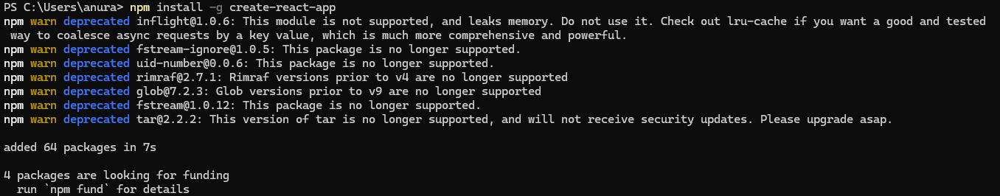 PS C:\Users\anura> npm install -g create-react-app
npm warn deprecated inflight@1.0.6: This module is not supported, and leaks memory. Do not use it. Check out lru-cache if you want a good and tested
 way to coalesce async requests by a key value, which is much more comprehensive and powerful.
npm warn deprecated fstream-ignore@1.0.5: This package is no longer supported.
npm warn deprecated uid-number@0.0.6: This package is no longer supported.
npm warn deprecated rimraf@2.7.1: Rimraf versions prior to v4 are no longer supported
npm warn deprecated glob@7.2.3: Glob versions prior to v9 are no longer supported
npm warn deprecated fstream@1.0.12: This package is no longer supported.
npm warn deprecated tar@2.2.2: This version of tar is no longer supported, and will not receive security updates. Please upgrade asap.
added 64 packages in 7s
4 packages are looking for funding
  run `npm fund` for details